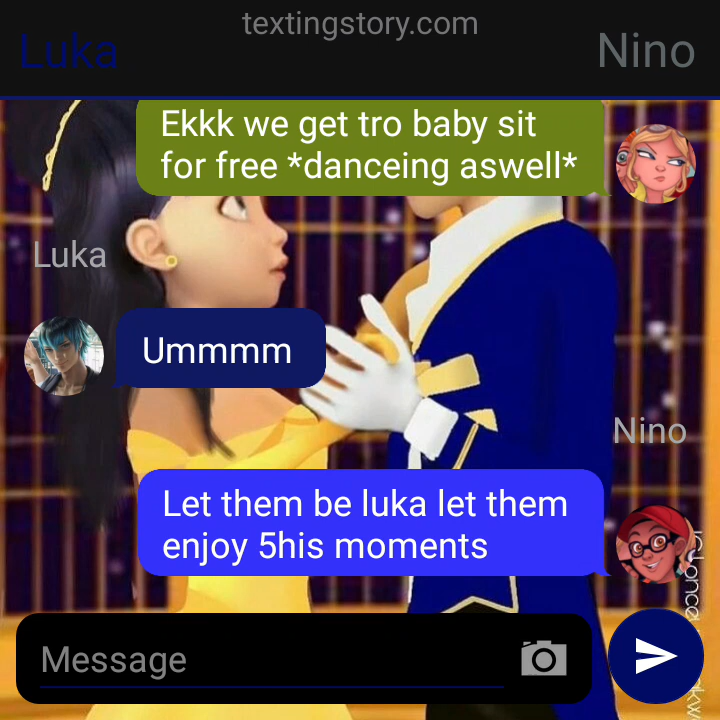 textingstory.com
Luka
Nino
Ekkk we get tro baby sit
for free *danceing aswell*
Luka
Ummmm
Nino
Let them be luka let them
enjoy 5his moments
Message